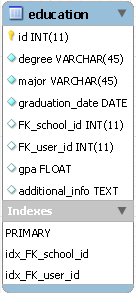 education
id INT(11)
degree VARCHAR(45)
major VARCHAR(45)
graduation_date DATE
FK_school_id INT(11)
FK_user_id INT(11)
gpa FLOAT
additional_info TEXT
Indexes
PRIMARY
idx_FK_school_id
idx_FK_user_id